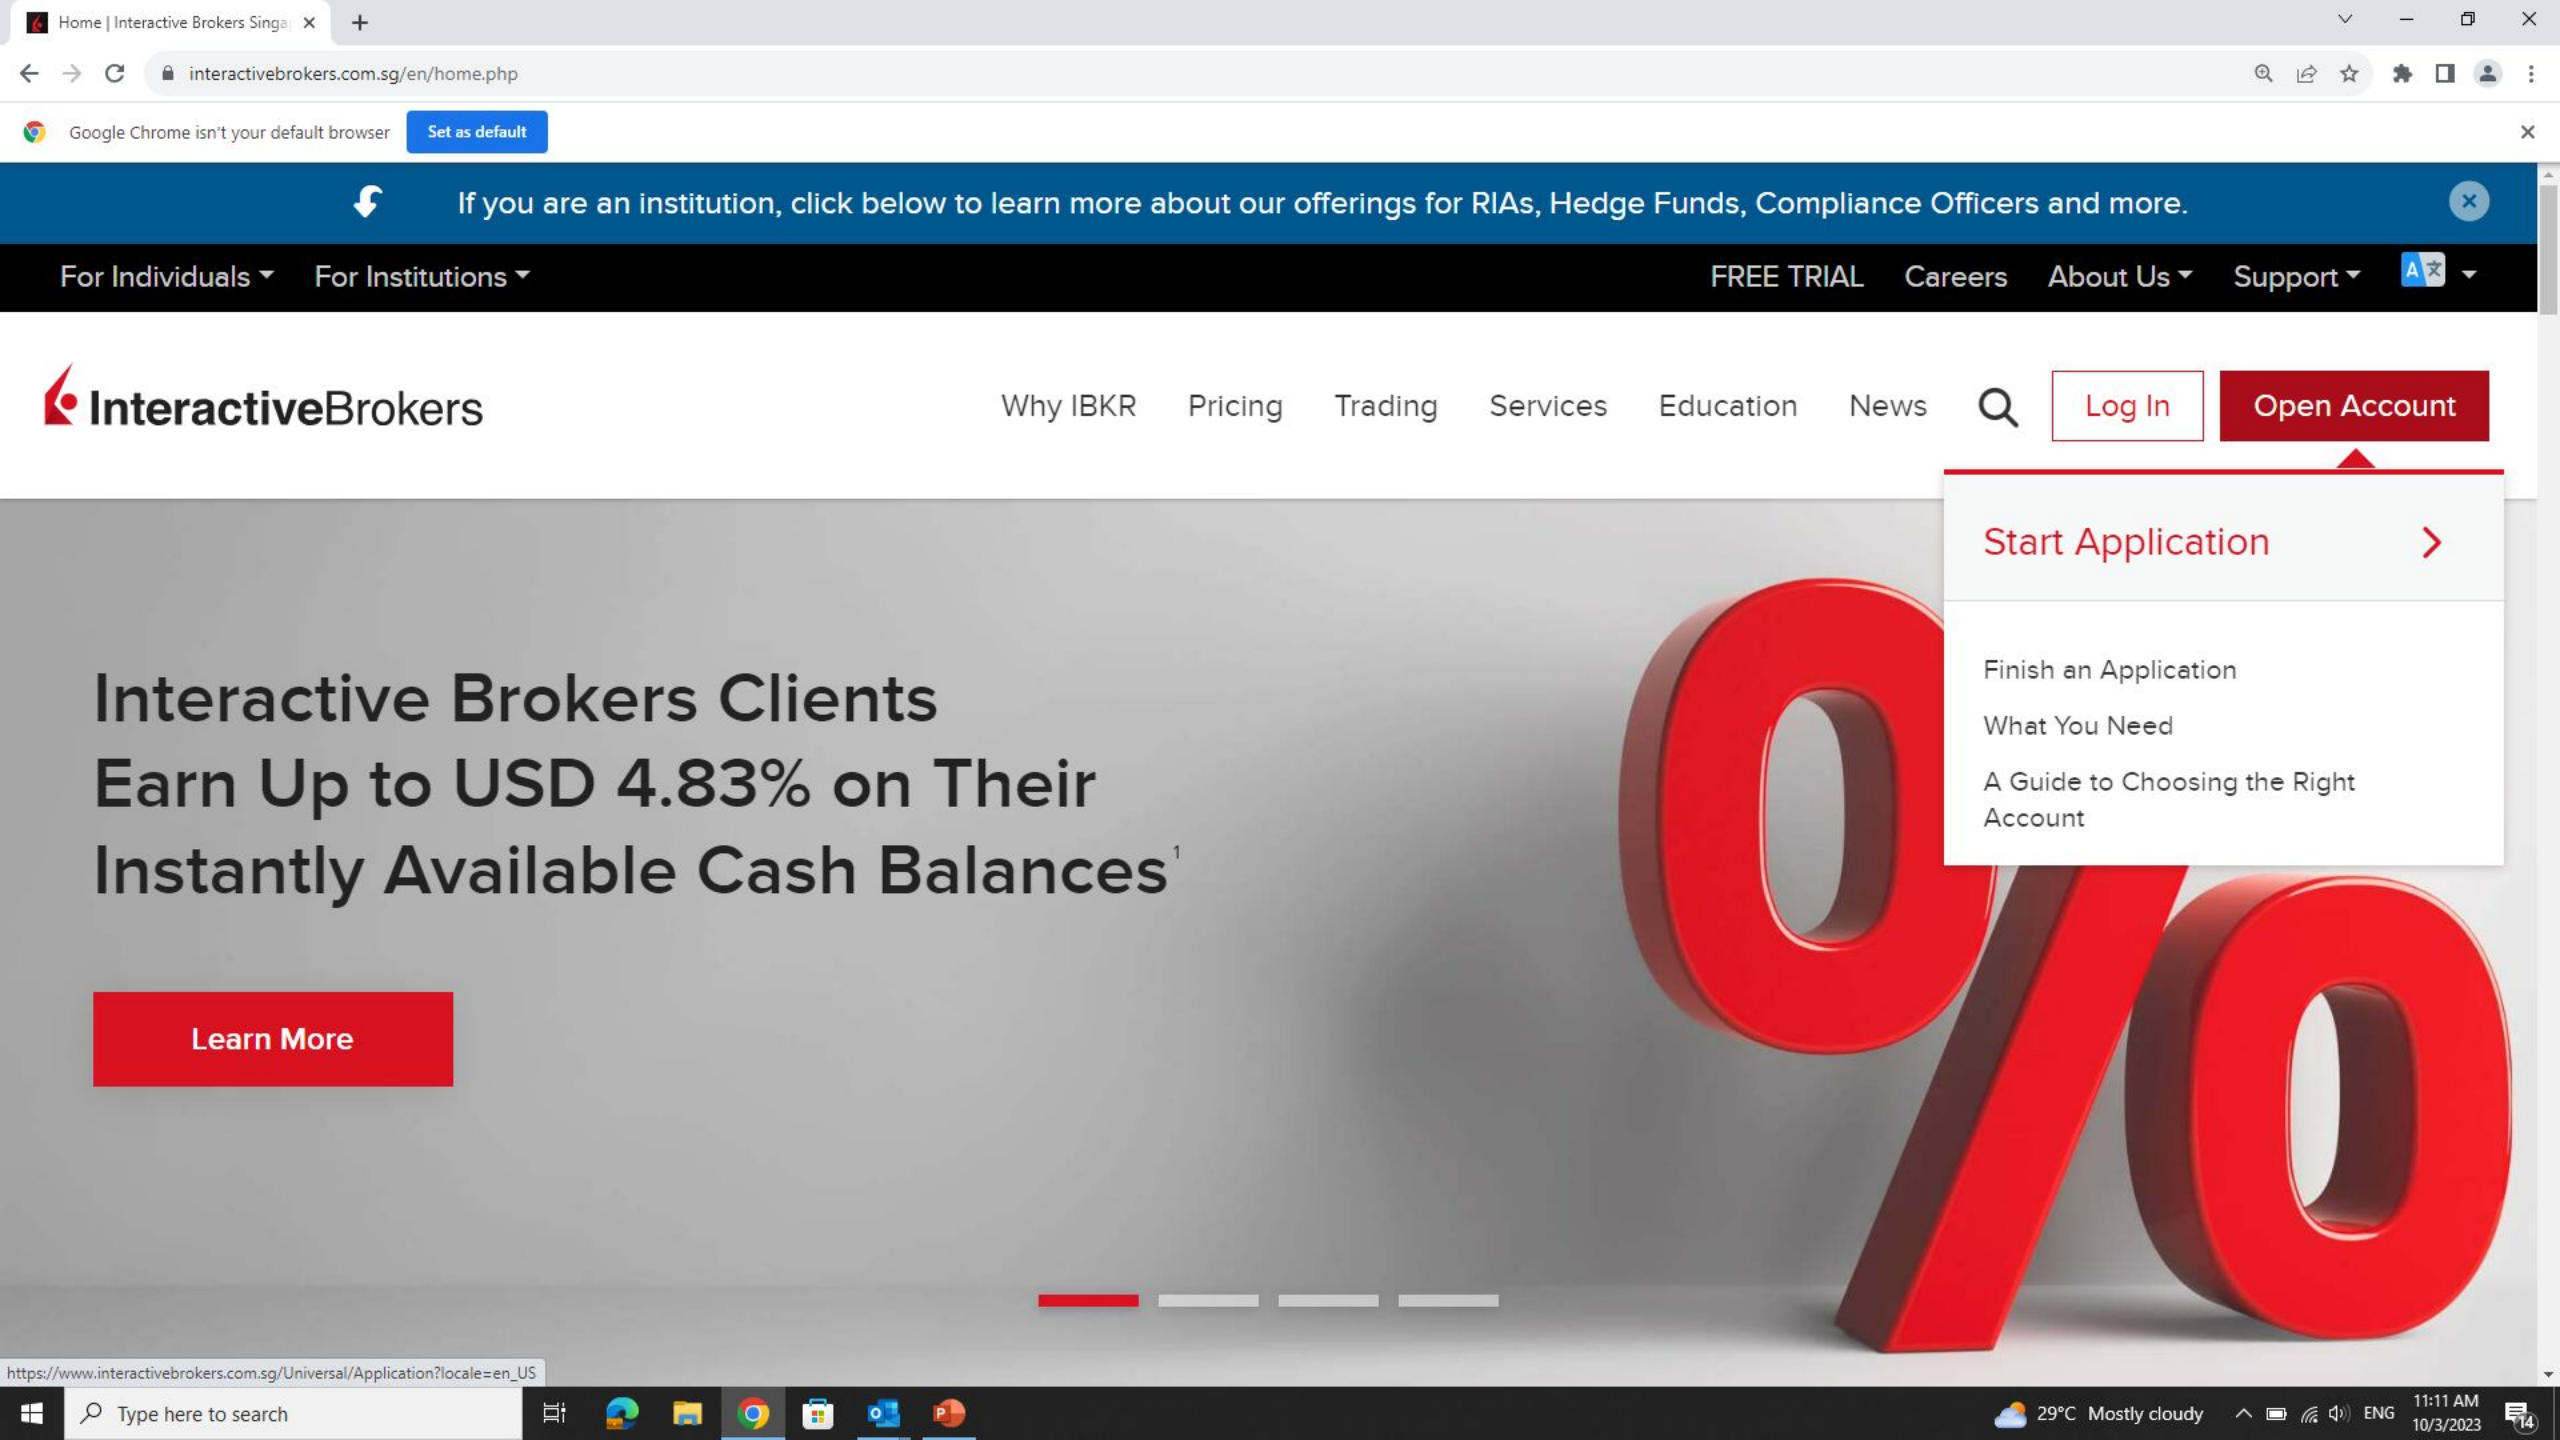 Home | Interactive Brokers Singa
interactivebrokers.com.sg/en/home.php
Google Chrome isn't your default browser
Set as default
If you are an institution, click below to learn more about our offerings for RIAs, Hedge Funds, Compliance Officers and more.
For Individuals
For Institutions
FREE TRIAL
Careers
About Us
Support
A文
InteractiveBrokers
Why IBKR
Pricing
Trading
Services
Education
News
Log In
Open Account
Start Application
Finish an Application
What You Need
A Guide to Choosing the Right
Account
Interactive Brokers Clients
Earn Up to USD 4.83% on Their
Instantly Available Cash Balances1
Learn More
%
https://www.interactivebrokers.com.sg/Universal/Application?locale=en_US
Type here to search
29°C Mostly cloudy
ENG
11:11 AM
10/3/2023
14